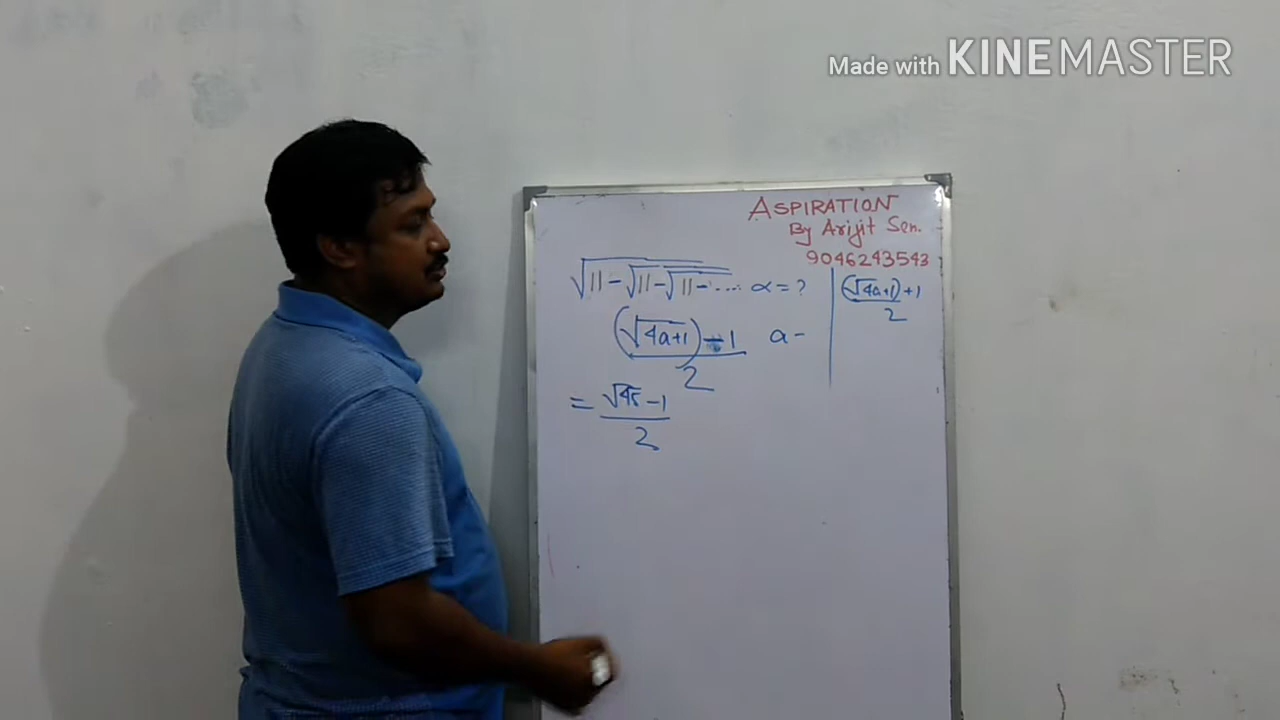 Made with KINEMASTER
ASPIRATION
By Arijit Sen.
9046243543
√11-√11-√11-.... ∝=?
(√4a+1)-1 a-
2
=√45-1
2
(√4a+1)+1
2